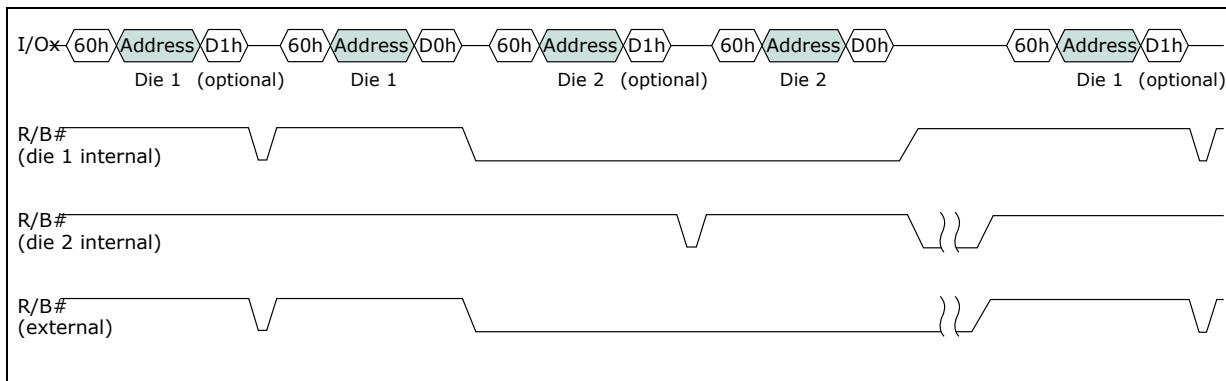 I/Ox 60h Address D1h 60h Address D0h 60h Address D1h 60h Address D0h 60h Address D1h
Die 1 (optional) Die 1 Die 2 (optional) Die 2 Die 1 (optional)
R/B#
(die 1 internal)
R/B#
(die 2 internal)
R/B#
(external)